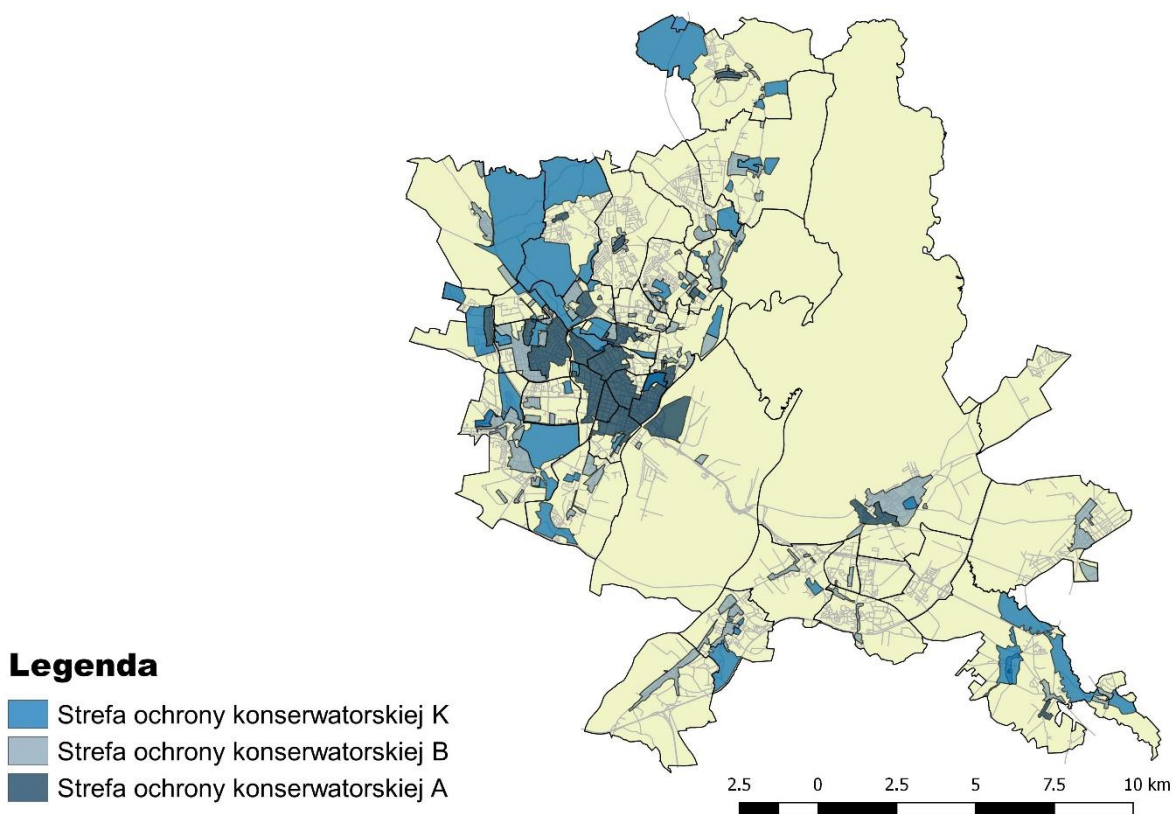 Legenda
Strefa ochrony konserwatorskiej K
Strefa ochrony konserwatorskiej B
Strefa ochrony konserwatorskiej A
2.5 0 2.5 5 7.5 10 km